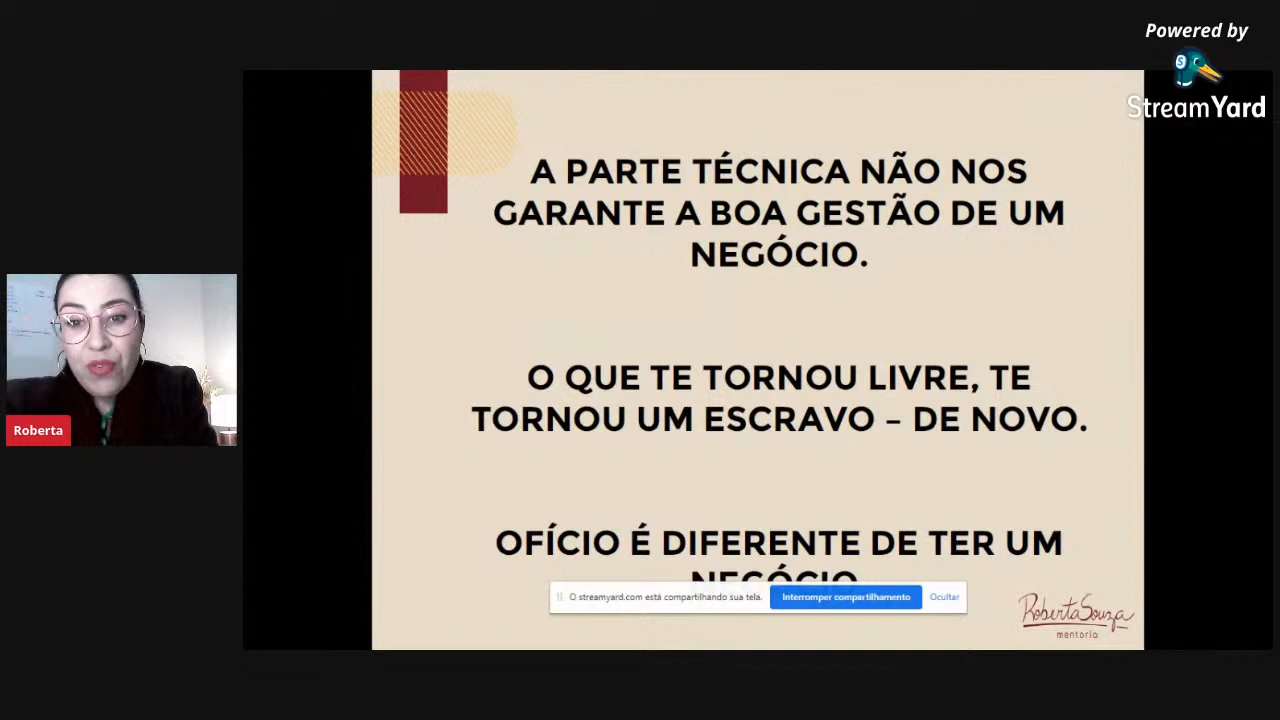 Powered by
StreamYard
A PARTE TÉCNICA NÃO NOS
GARANTE A BOA GESTÃO DE UM
NEGÓCIO.
O QUE TE TORNOU LIVRE, TE
TORNOU UM ESCRAVO – DE NOVO.
Roberta
OFÍCIO É DIFERENTE DE TER UM
NEGÓCIO
O streamyard.com está compartilhando sua tela.
Interromper compartilhamento
Ocultar
RobertaSouza
mentoria